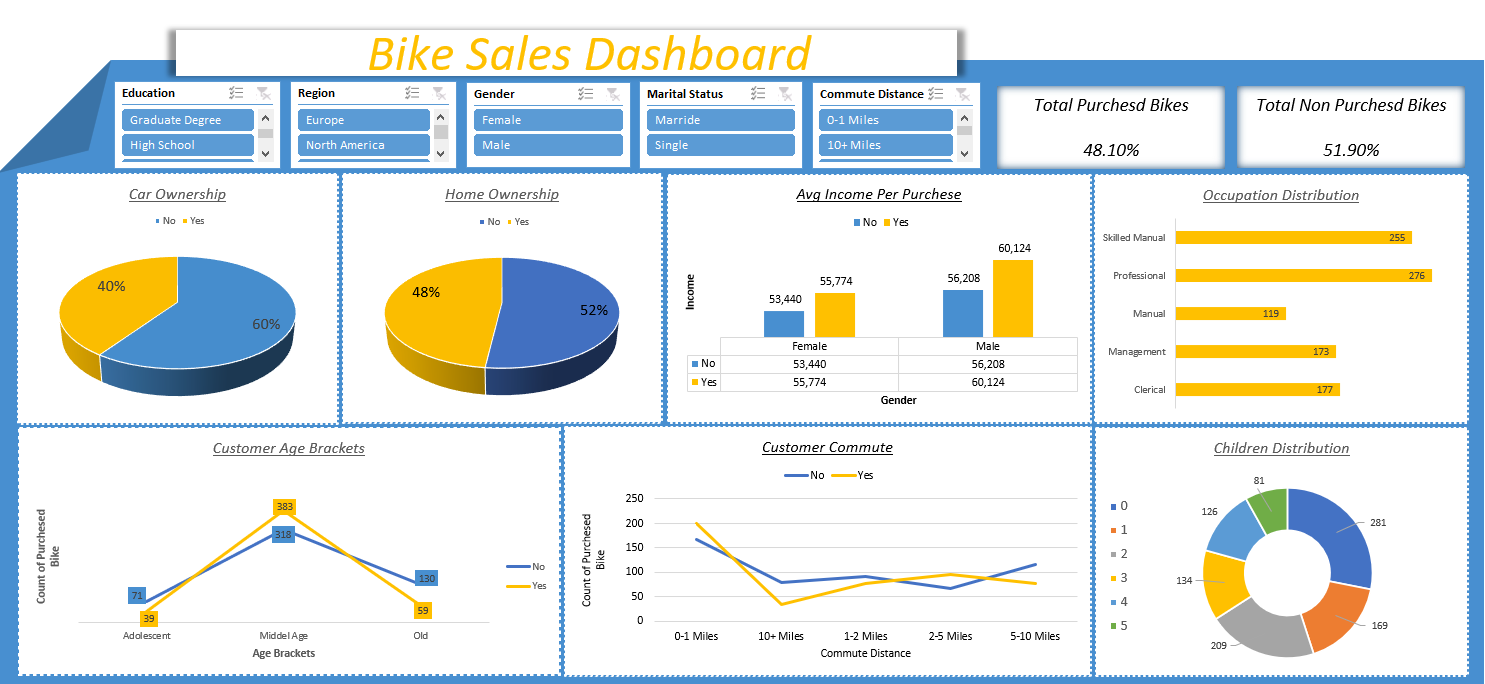 Bike Sales Dashboard
Education
Graduate Degree
High School
Region
Europe
North America
Gender
Female
Male
Marital Status
Marride
Single
Commute Distance
0-1 Miles
10+ Miles
Total Purchesd Bikes
48.10%
Total Non Purchesd Bikes
51.90%
Car Ownership
No Yes
40%
60%
Home Ownership
No Yes
48%
52%
Avg Income Per Purchese
No Yes
Income
53,440
55,774
56,208
60,124
Female Male
No 53,440 56,208
Yes 55,774 60,124
Gender
Occupation Distribution
Skilled Manual 255
Professional 276
Manual 119
Management 173
Clerical 177
Customer Age Brackets
Count of Purchesed
Bike
71
39
383
318
130
59
No
Yes
Adolescent Middel Age Old
Age Brackets
Customer Commute
No Yes
Count of Purchesed
Bike
250
200
150
100
50
0
0-1 Miles 10+ Miles 1-2 Miles 2-5 Miles 5-10 Miles
Commute Distance
Children Distribution
0
1
2
3
4
5
81
281
126
134
209
169